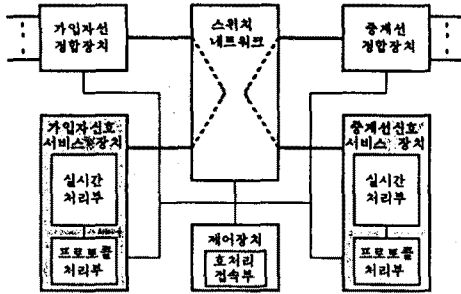 가입자선
정합장치
스위치
네트워크
중계선
정합장치
가입자신호
서비스 장치
실시간
처리부
프로토콜
처리부
제어장치
호처리
접속부
중계선신호
서비스 장치
실시간
처리부
프로토콜
처리부